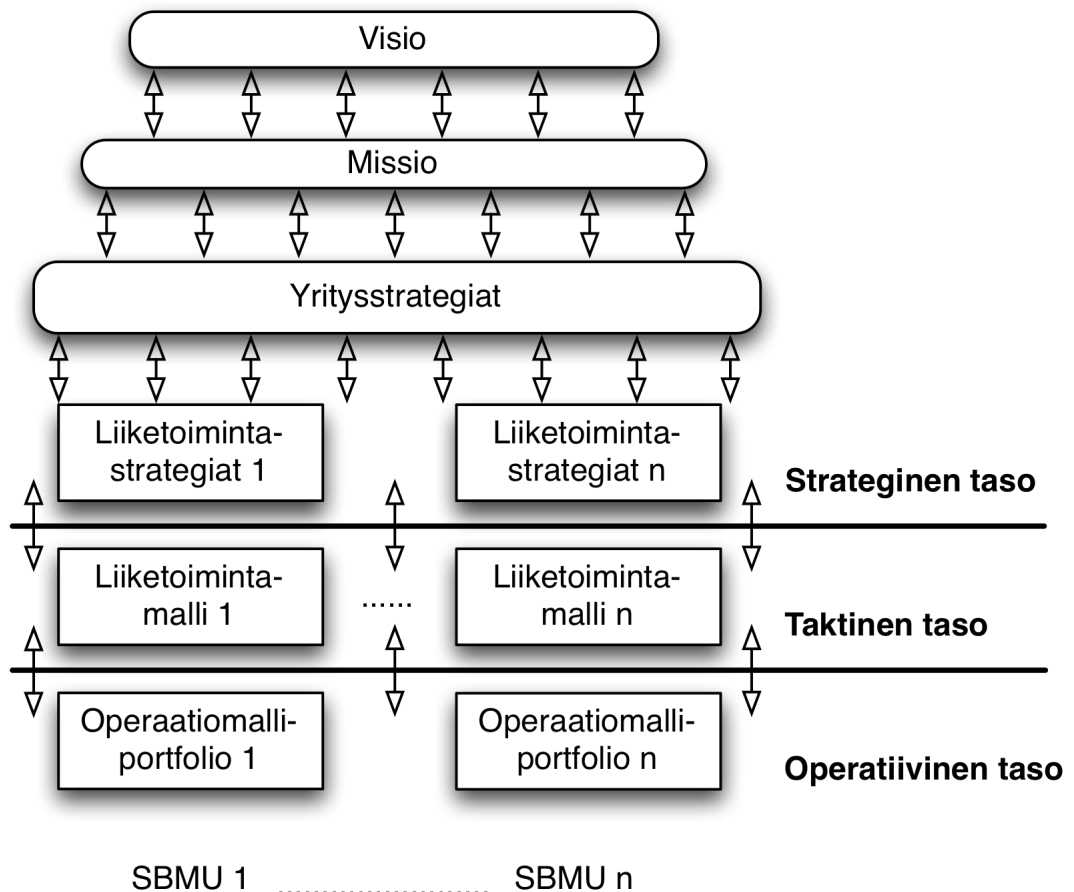 Visio
Missio
Yritysstrategiat
Liiketoiminta-
strategiat 1
Liiketoiminta-
strategiat n
Strateginen taso
Liiketoiminta-
malli 1
......
Liiketoiminta-
malli n
Taktinen taso
Operaatiomalli-
portfolio 1
Operaatiomalli-
portfolio n
Operatiivinen taso
SBMU 1 ........................ SBMU n